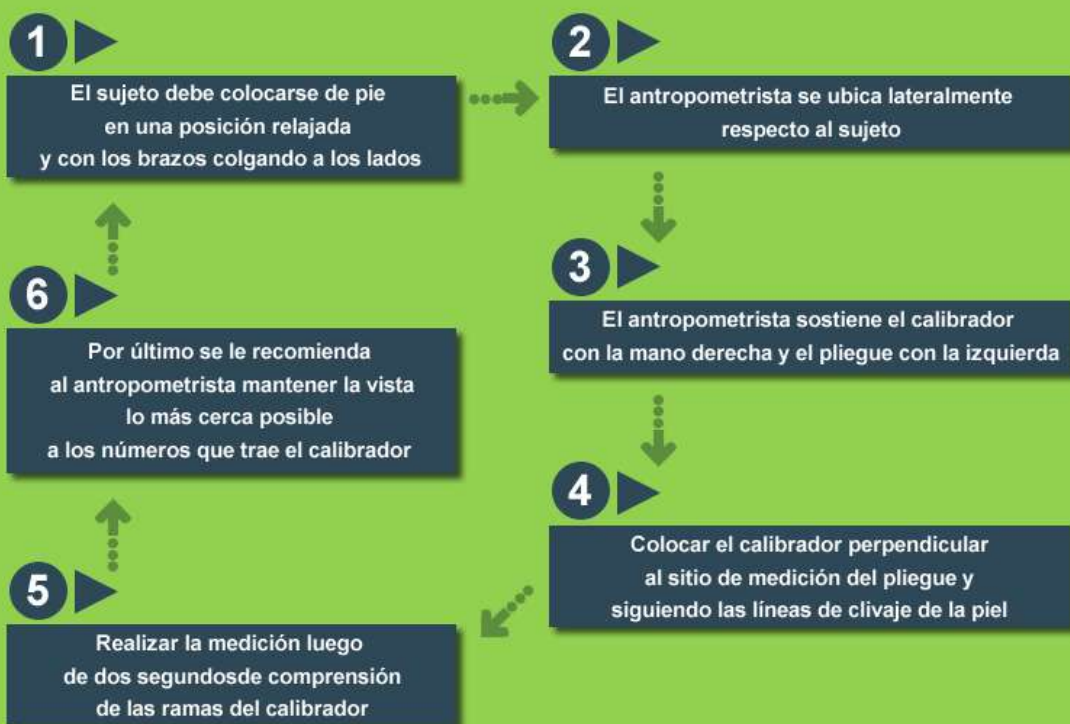 1
El sujeto debe colocarse de pie
en una posición relajada
y con los brazos colgando a los lados
2
El antropometrista se ubica lateralmente
respecto al sujeto
3
El antropometrista sostiene el calibrador
con la mano derecha y el pliegue con la izquierda
4
Colocar el calibrador perpendicular
al sitio de medición del pliegue y
siguiendo las líneas de clivaje de la piel
5
Realizar la medición luego
de dos segundosde comprensión
de las ramas del calibrador
6
Por último se le recomienda
al antropometrista mantener la vista
lo más cerca posible
a los números que trae el calibrador